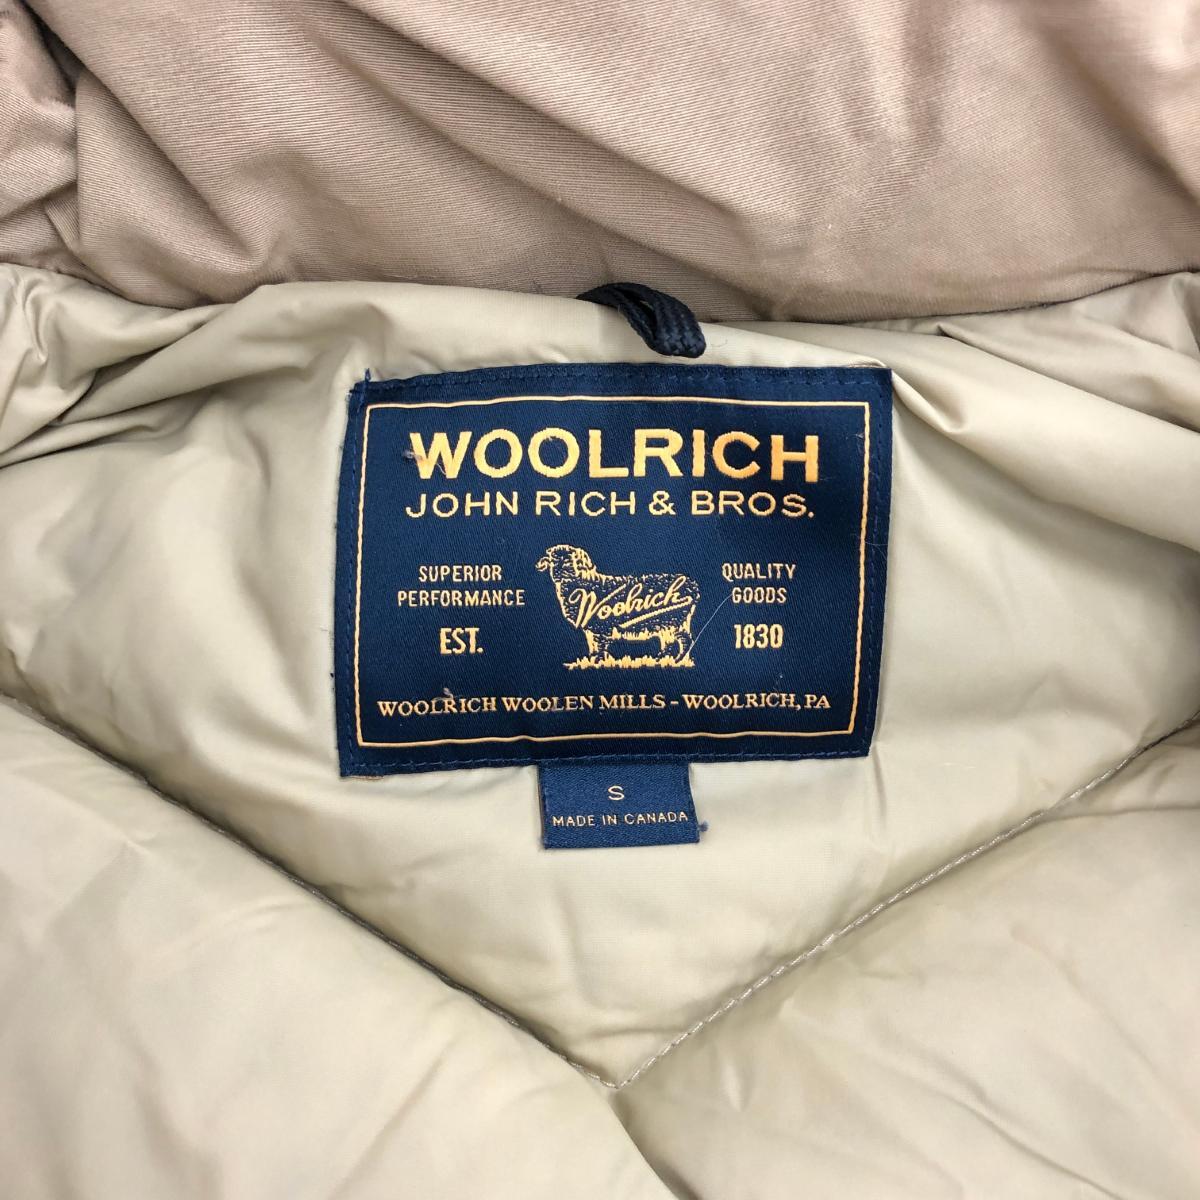 WOOLRICH
JOHN RICH & BROS.
SUPERIOR
PERFORMANCE
EST.
Woolrich
QUALITY
GOODS
1830
WOOLRICH WOOLEN MILLS - WOOLRICH, PA
S
MADE IN CANADA